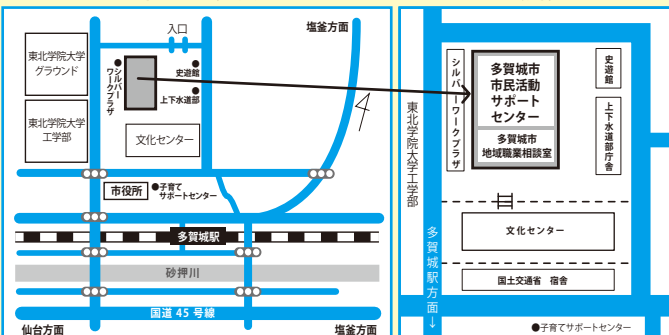 入口
塩釜方面
東北学院大学
グラウンド
●シルバー
ワークプラザ
史遊館
上下水道部
東北学院大学
工学部
文化センター
市役所
●子育て
サポートセンター
多賀城駅
砂押川
国道 45 号線
仙台方面
塩釜方面
シルバーワークプラザ
多賀城市
市民活動
サポート
センター
多賀城市
地域職業相談室
史遊館
上下水道部庁舎
東北学院大学工学部
文化センター
多賀城駅方面→
国土交通省 宿舎
●子育てサポートセンター